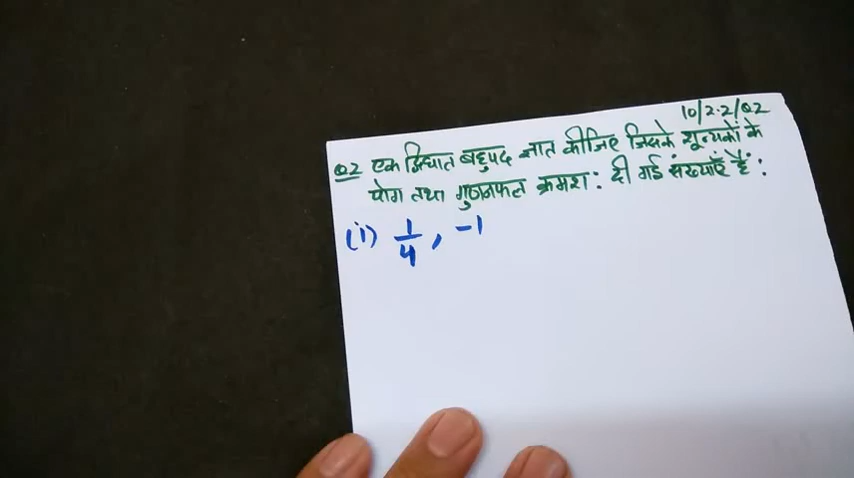 10/2.2/Q2
Q2 एक द्विघात बहुपद ज्ञात कीजिए जिसके शून्यकों के
योग तथा गुणनफल क्रमश: दी गई संख्याएँ हैं :
(i) 1/4 , -1